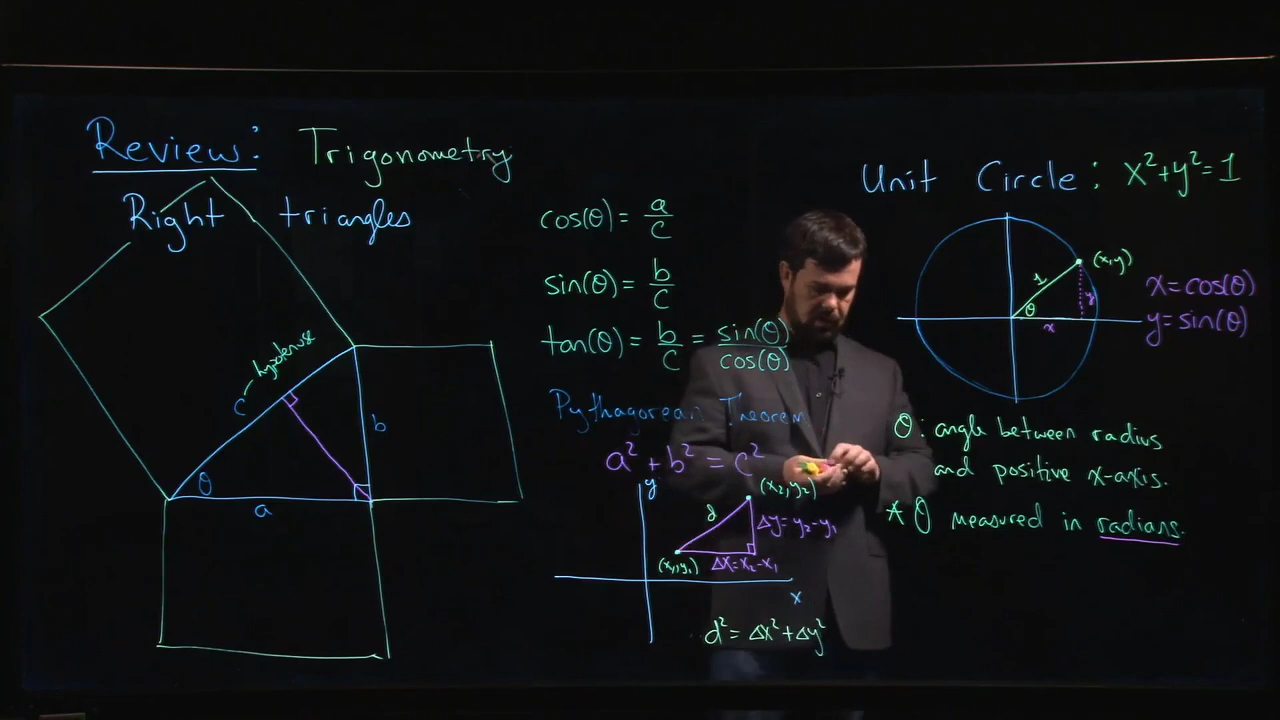 Review: Trigonometry
Right triangles
c — hypotenuse
b
θ
a
cos(θ) = a/c
sin(θ) = b/c
tan(θ) = b/c = sin(θ)/cos(θ)
Pythagorean Theorem
a² + b² = c²
y
(x₂,y₂)
d
Δy = y₂-y₁
(x₁,y₁)
Δx = x₂-x₁
x
d² = Δx² + Δy²
Unit Circle: x²+y²=1
(x,y)
1
θ
y
x
x = cos(θ)
y = sin(θ)
θ: angle between radius
and positive x-axis.
* θ measured in radians.